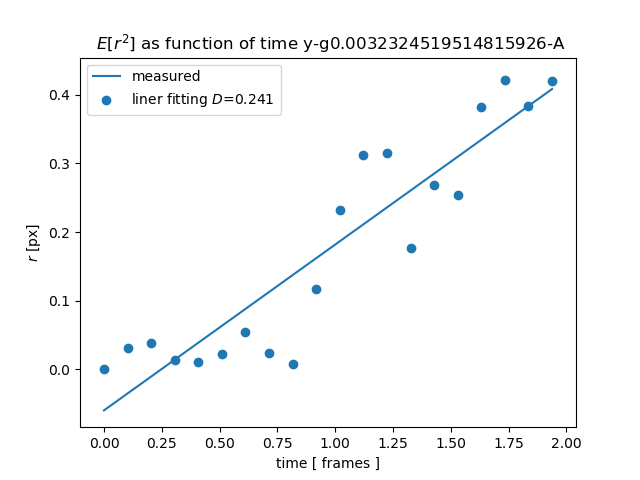 E[r²] as function of time y-g0.0032324519514815926-A
measured
liner fitting D=0.241
0.4
0.3
0.2
0.1
0.0
r [px]
0.00 0.25 0.50 0.75 1.00 1.25 1.50 1.75 2.00
time [ frames ]